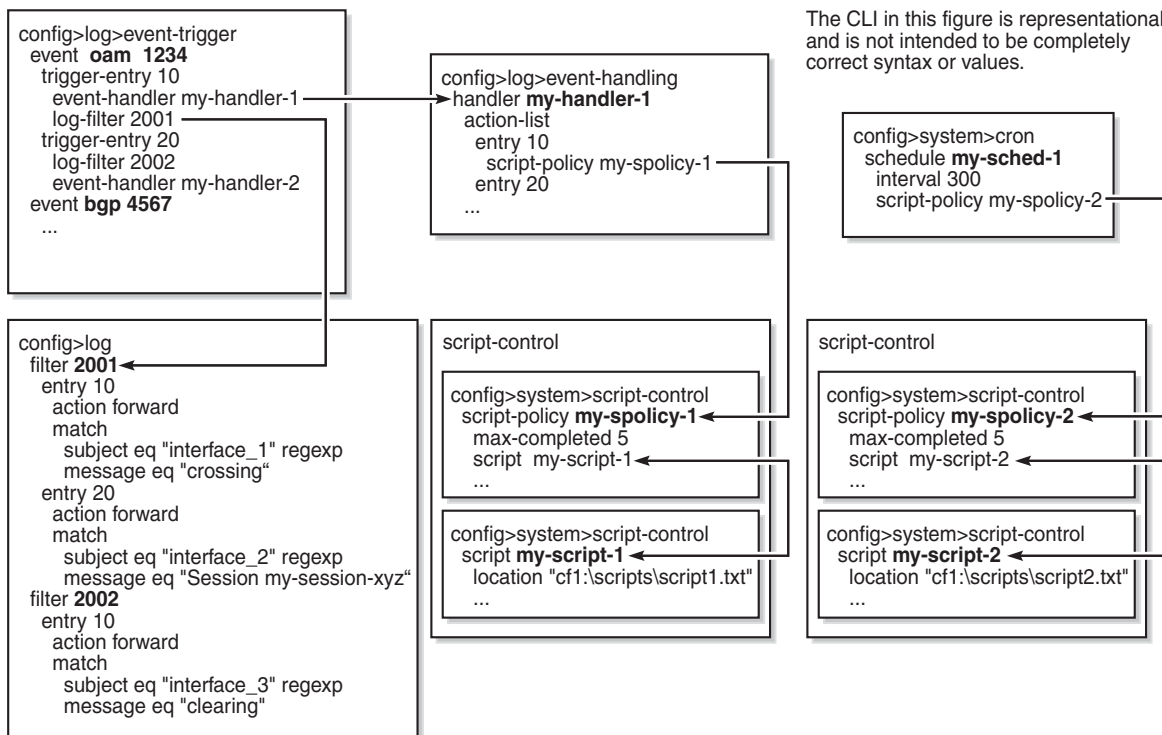 config>log>event-trigger
event oam 1234
trigger-entry 10
event-handler my-handler-1
log-filter 2001
trigger-entry 20
log-filter 2002
event-handler my-handler-2
event bgp 4567
...
config>log>event-handling
handler my-handler-1
action-list
entry 10
script-policy my-spolicy-1
entry 20
...
The CLI in this figure is representational
and is not intended to be completely
correct syntax or values.
config>system>cron
schedule my-sched-1
interval 300
script-policy my-spolicy-2
config>log
filter 2001
entry 10
action forward
match
subject eq "interface_1" regexp
message eq "crossing“
entry 20
action forward
match
subject eq "interface_2" regexp
message eq "Session my-session-xyz“
filter 2002
entry 10
action forward
match
subject eq "interface_3" regexp
message eq "clearing"
script-control
config>system>script-control
script-policy my-spolicy-1
max-completed 5
script my-script-1
...
config>system>script-control
script my-script-1
location "cf1:\scripts\script1.txt"
...
script-control
config>system>script-control
script-policy my-spolicy-2
max-completed 5
script my-script-2
...
config>system>script-control
script my-script-2
location "cf1:\scripts\script2.txt"
...